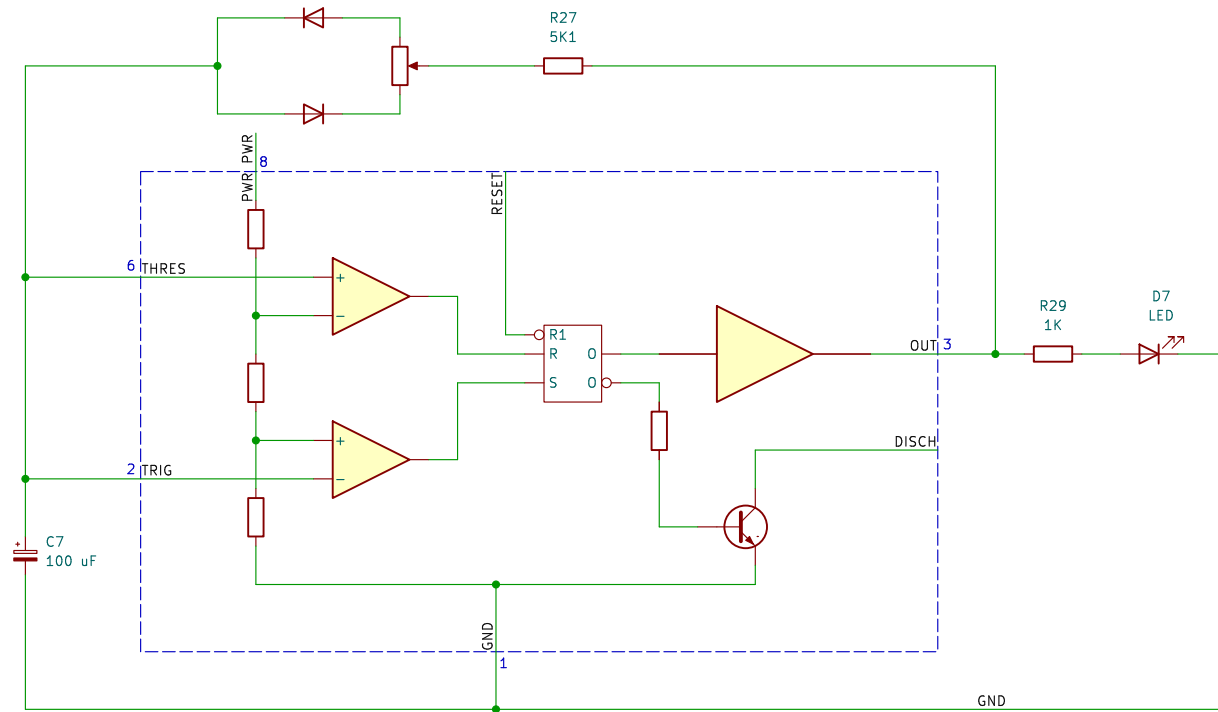 R27
5K1
PWR
PWR
8
RESET
6
THRES
+
−
R1
R
S
O
O
OUT
3
R29
1K
D7
LED
2
TRIG
+
−
DISCH
+
C7
100 uF
GND
1
GND